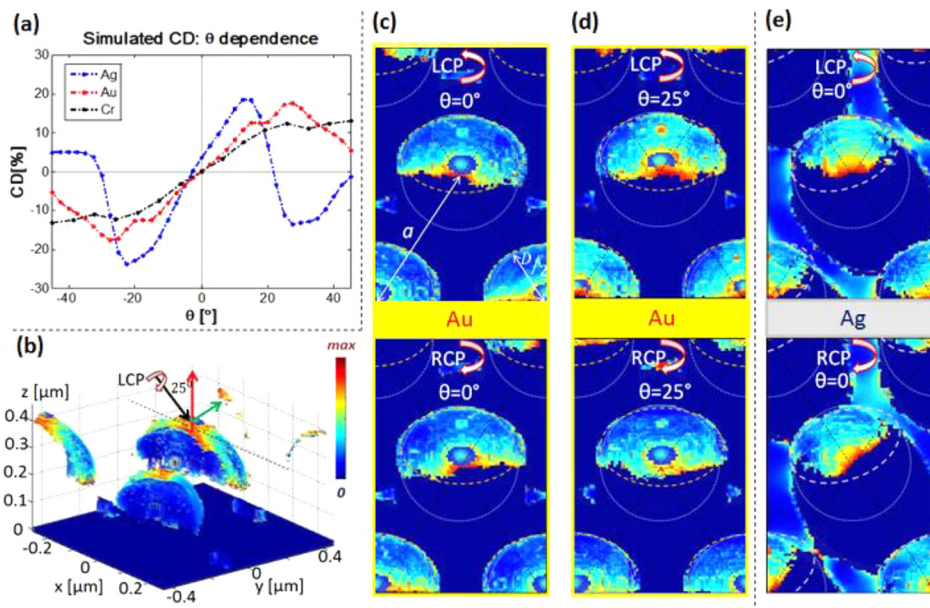 (a)
Simulated CD: θ dependence
30
20
10
0
-10
-20
-30
CD[%]
Ag
Au
Cr
-40 -20 0 20 40
θ [°]
(b)
max
0
LCP
25°
z [µm]
0.4
0.3
0.2
0.1
0
-0.2
0
0.2
x [µm]
-0.4
0
0.4
y [µm]
(c)
LCP
θ=0°
a
Au
RCP
θ=0°
(d)
LCP
θ=25°
Au
RCP
θ=25°
(e)
LCP
θ=0°
Ag
RCP
θ=0°